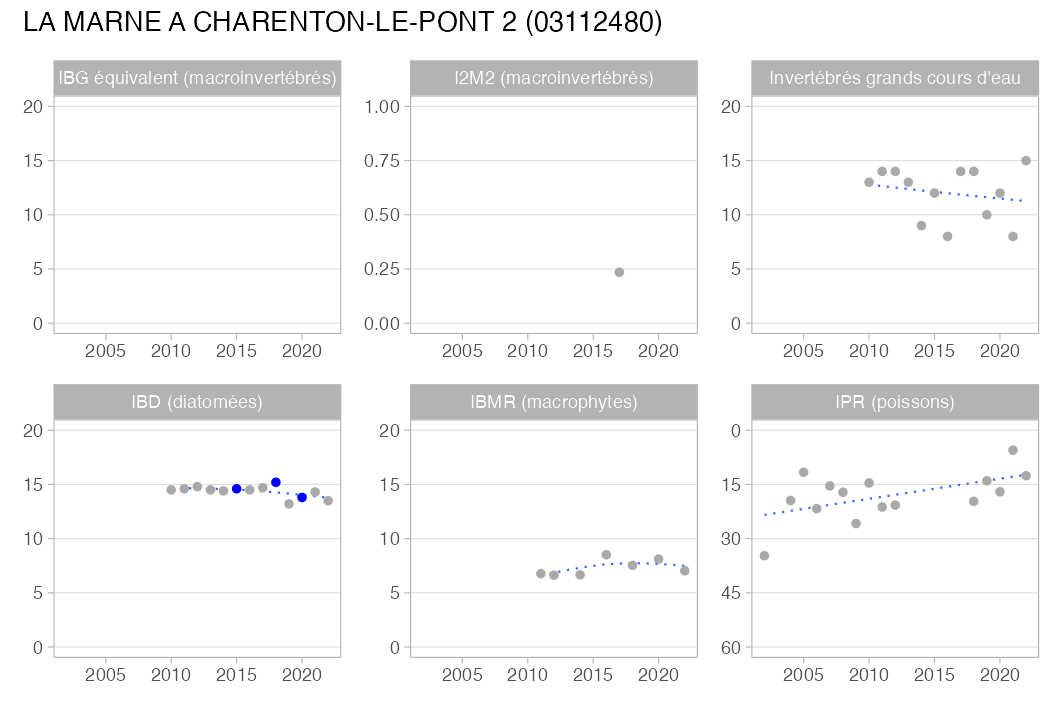 LA MARNE A CHARENTON-LE-PONT 2 (03112480)
IBG équivalent (macroinvertébrés)
I2M2 (macroinvertébrés)
Invertébrés grands cours d'eau
20
15
10
5
0
2005 2010 2015 2020
1.00
0.75
0.50
0.25
0.00
2005 2010 2015 2020
20
15
10
5
0
2005 2010 2015 2020
IBD (diatomées)
IBMR (macrophytes)
IPR (poissons)
20
15
10
5
0
2005 2010 2015 2020
20
15
10
5
0
2005 2010 2015 2020
0
15
30
45
60
2005 2010 2015 2020